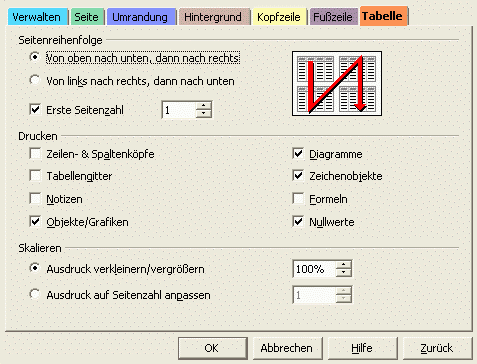 Verwalten Seite Umrandung Hintergrund Kopfzeile Fußzeile Tabelle
Seitenreihenfolge
Von oben nach unten, dann nach rechts
Von links nach rechts, dann nach unten
Erste Seitenzahl 1
Drucken
Zeilen- & Spaltenköpfe Diagramme
Tabellengitter Zeichenobjekte
Notizen Formeln
Objekte/Grafiken Nullwerte
Skalieren
Ausdruck verkleinern/vergrößern 100%
Ausdruck auf Seitenzahl anpassen 1
OK Abbrechen Hilfe Zurück